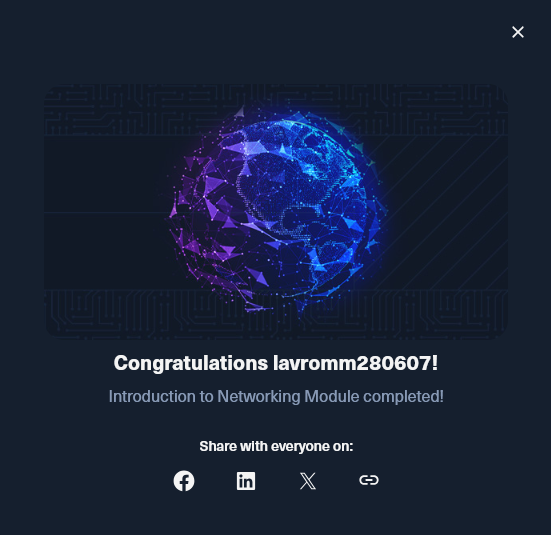 Congratulations lavromm280607!
Introduction to Networking Module completed!
Share with everyone on: